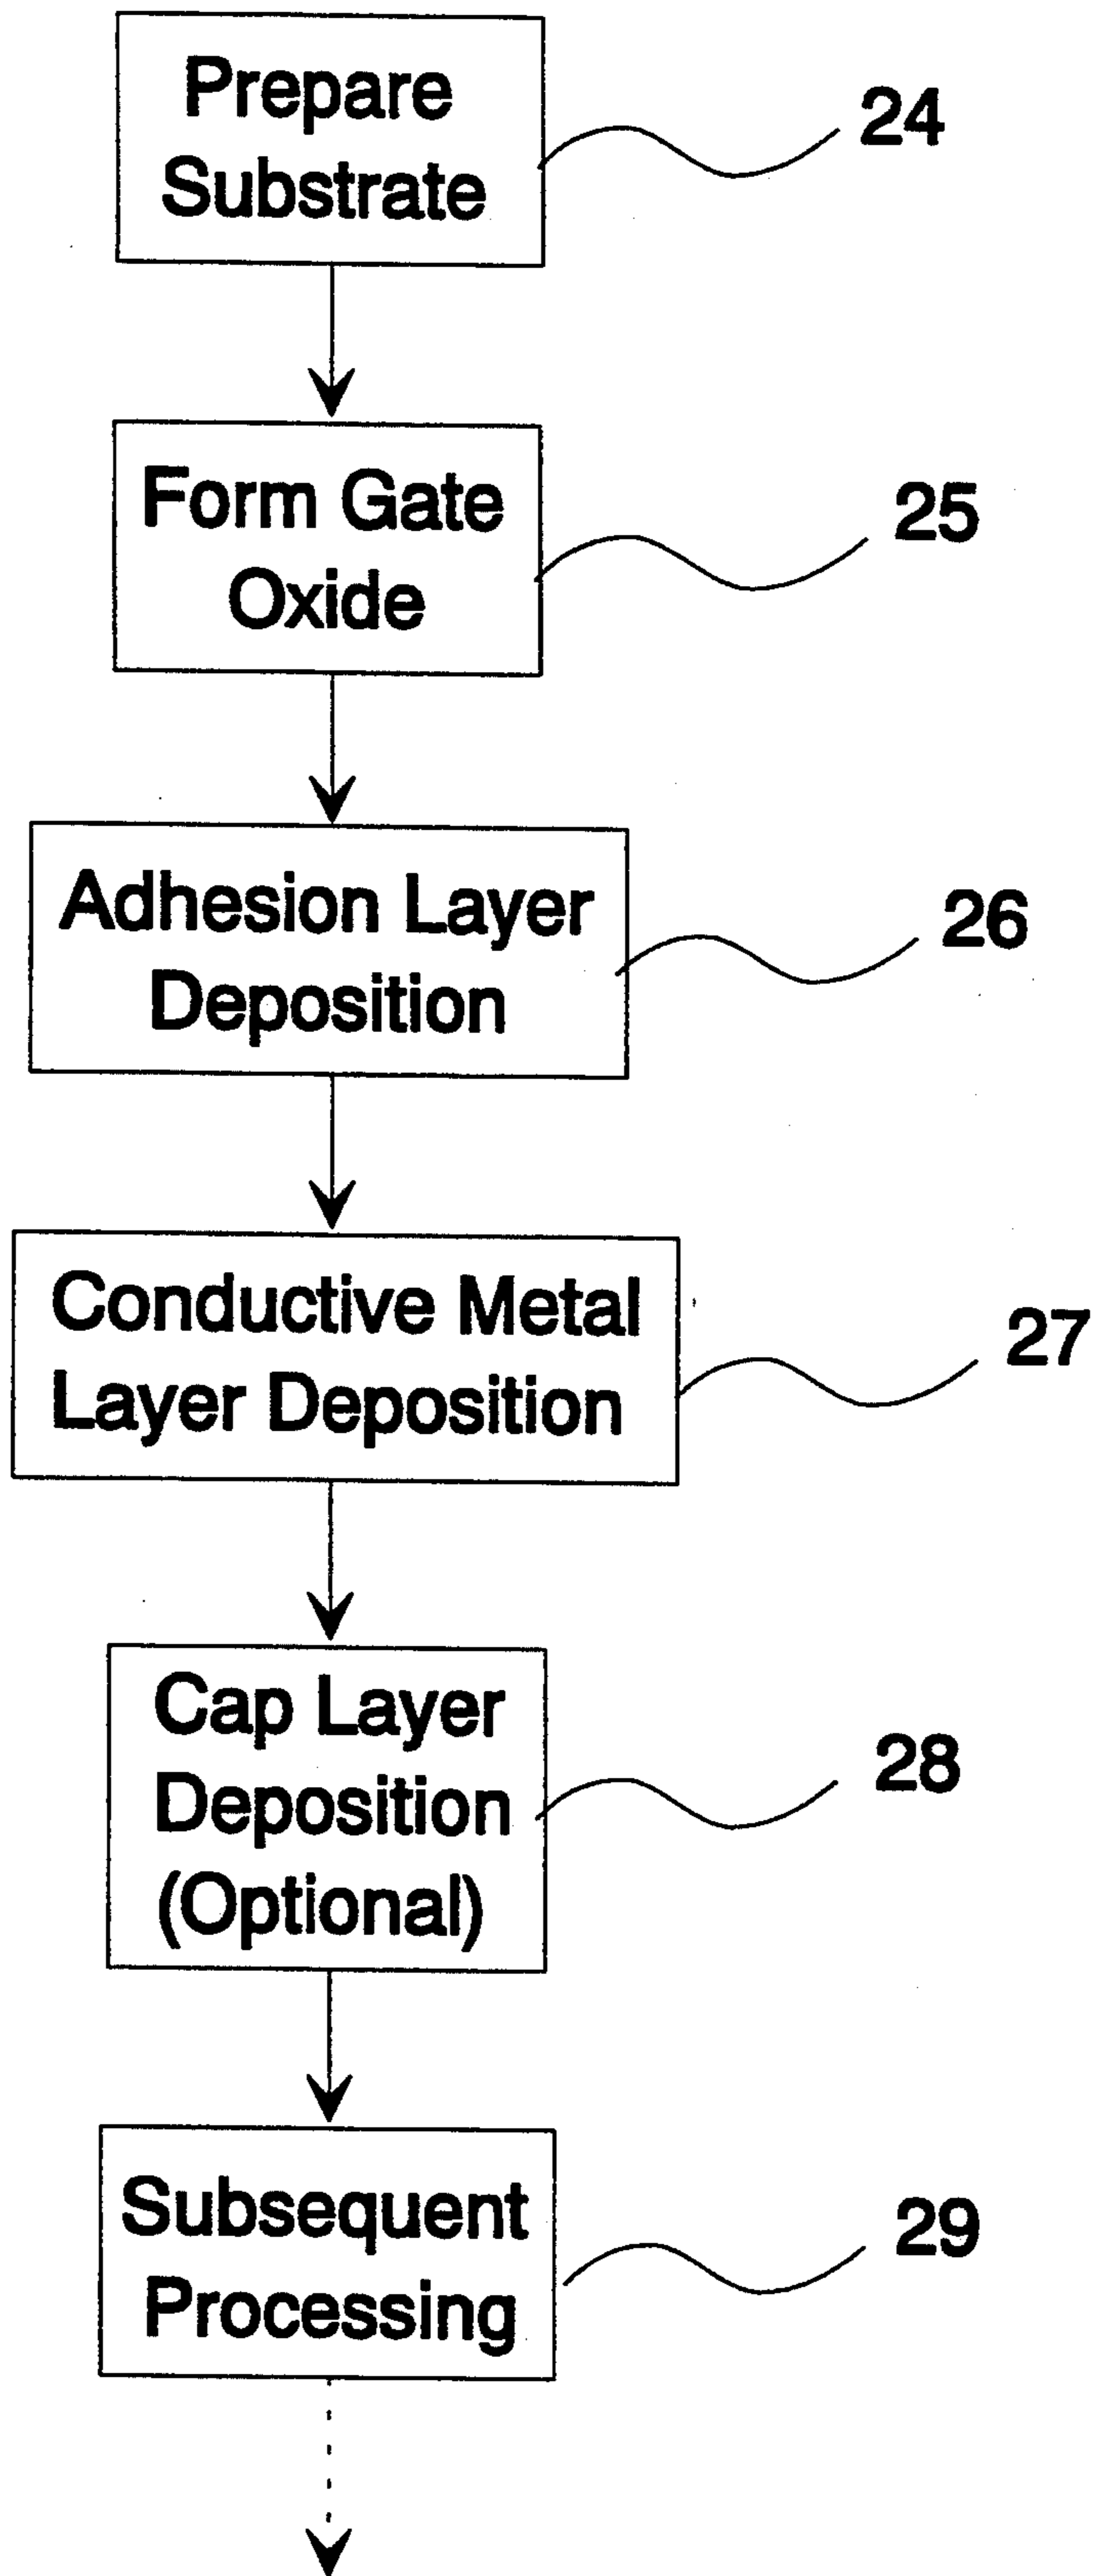 Prepare
Substrate
24
Form Gate
Oxide
25
Adhesion Layer
Deposition
26
Conductive Metal
Layer Deposition
27
Cap Layer
Deposition
(Optional)
28
Subsequent
Processing
29